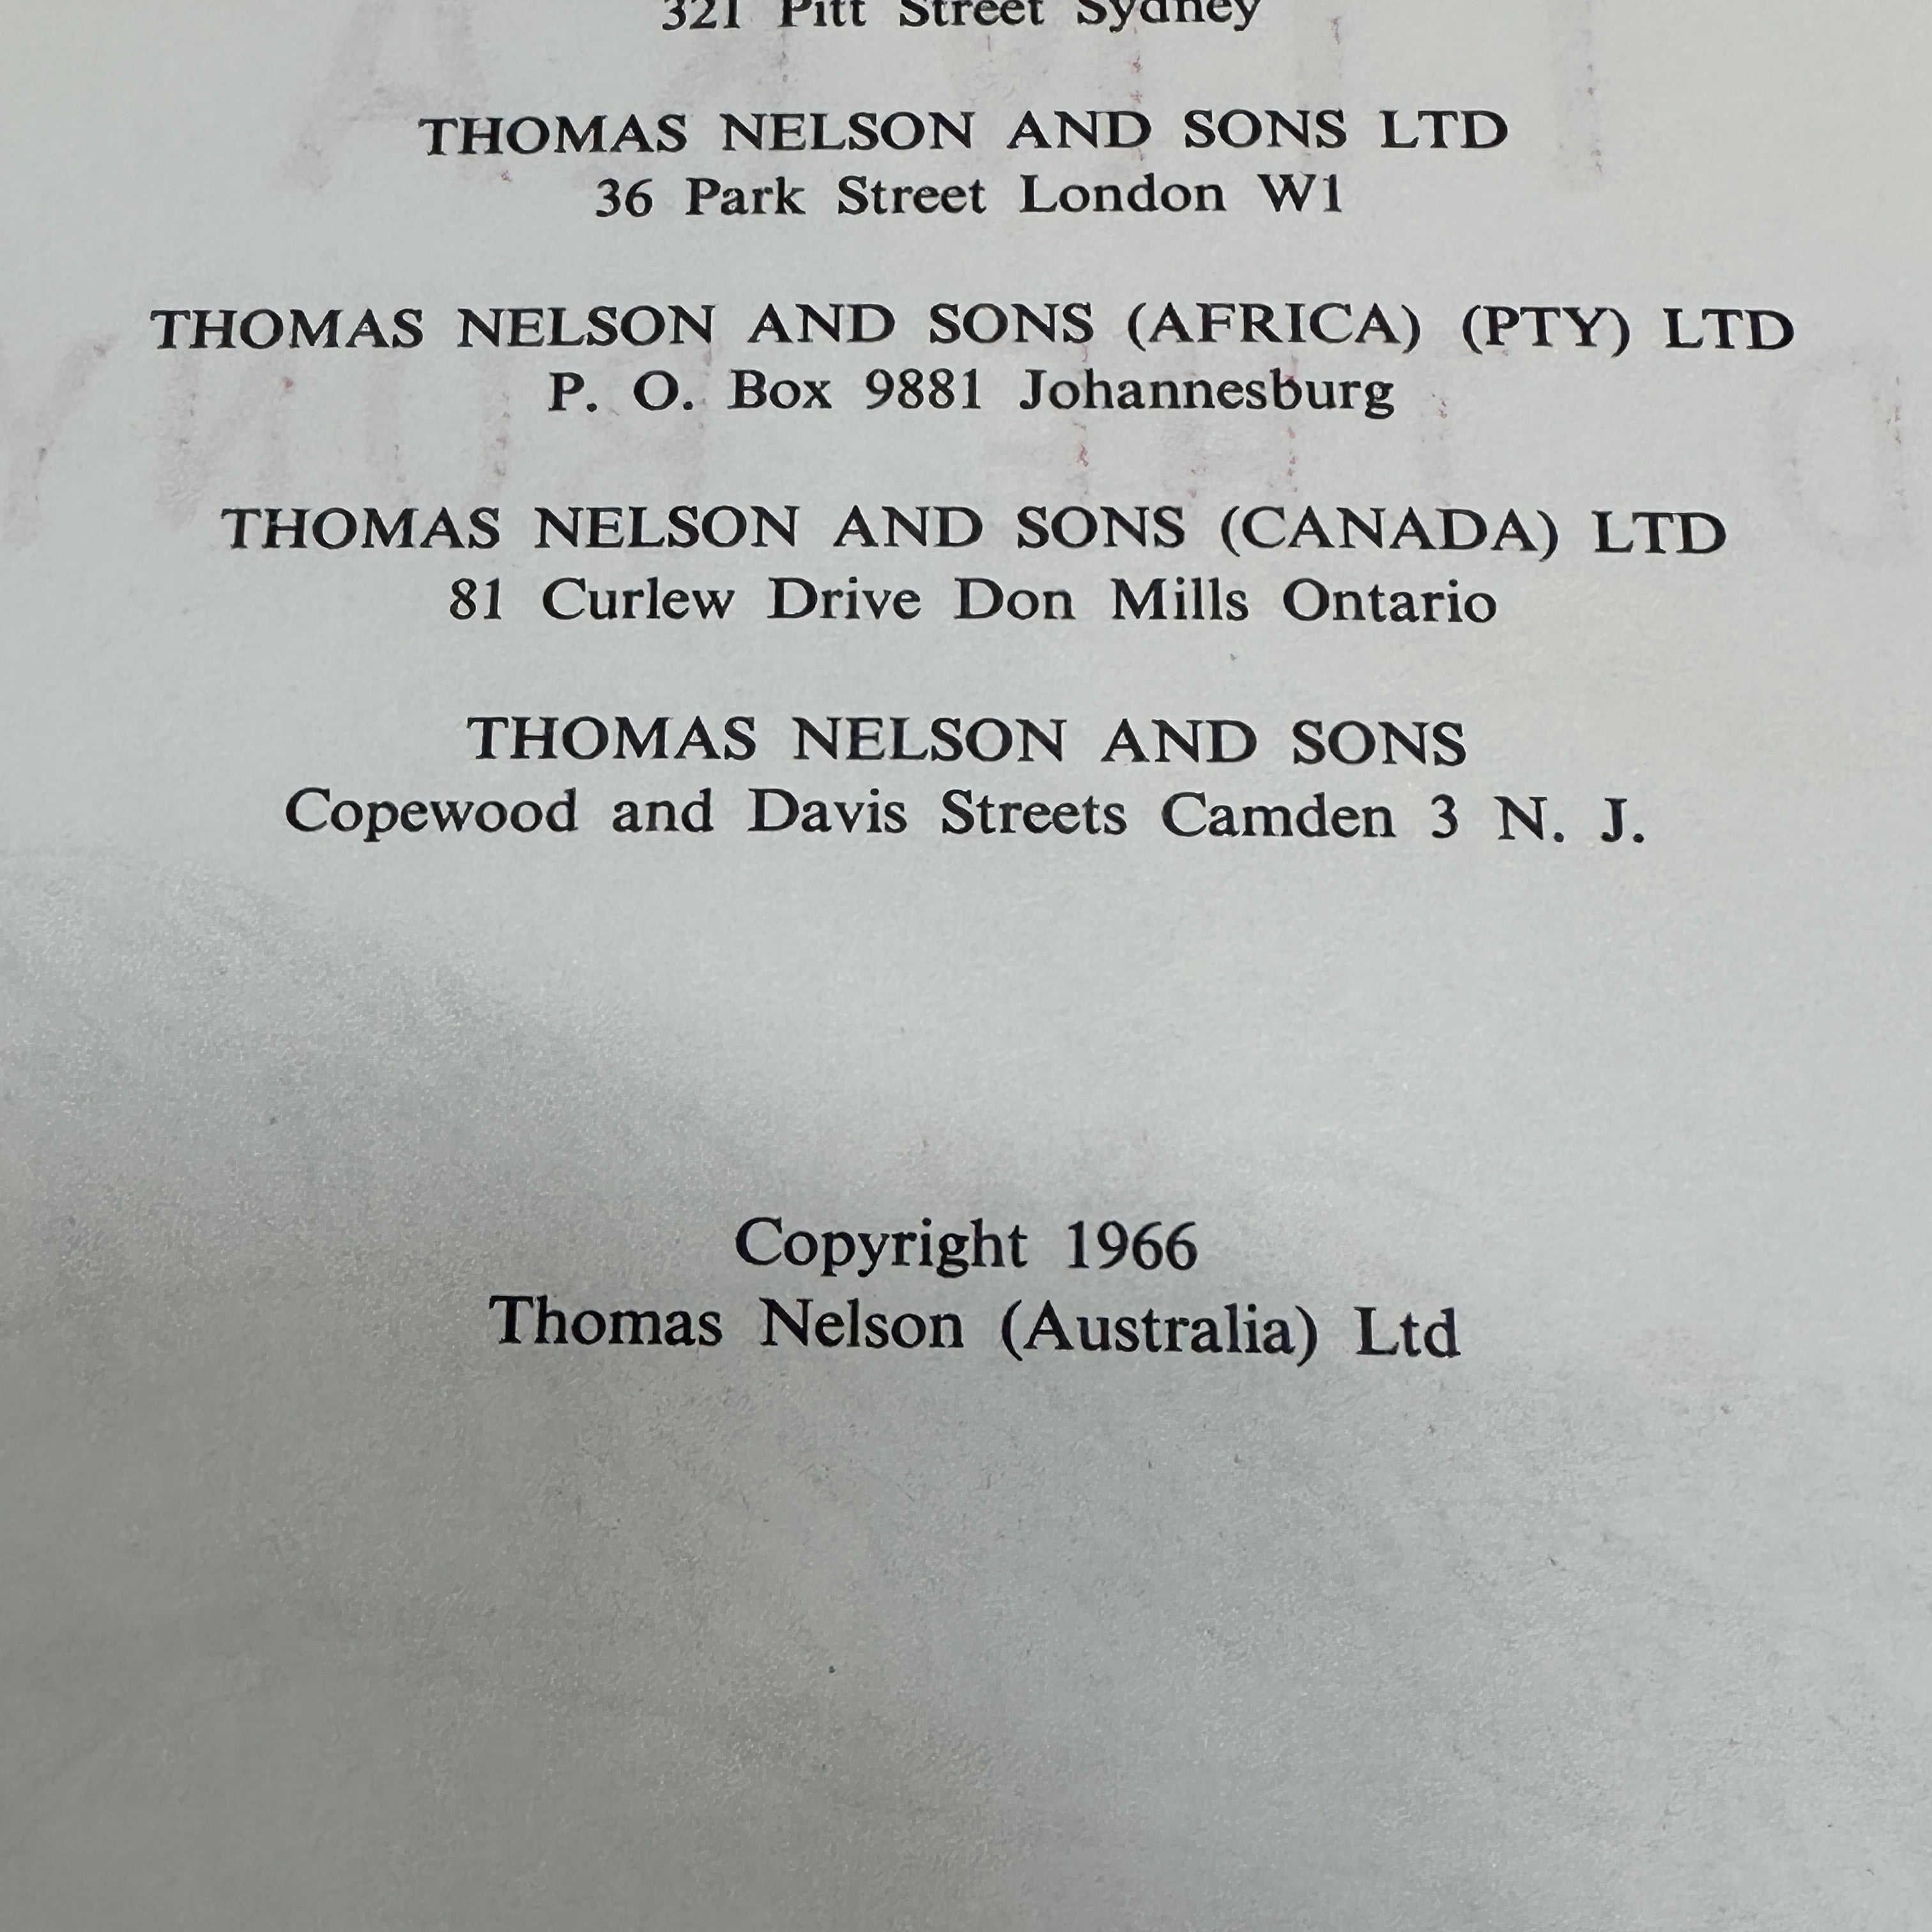 321 Pitt Street Sydney
THOMAS NELSON AND SONS LTD
36 Park Street London W1
THOMAS NELSON AND SONS (AFRICA) (PTY) LTD
P. O. Box 9881 Johannesburg
THOMAS NELSON AND SONS (CANADA) LTD
81 Curlew Drive Don Mills Ontario
THOMAS NELSON AND SONS
Copewood and Davis Streets Camden 3 N. J.
Copyright 1966
Thomas Nelson (Australia) Ltd